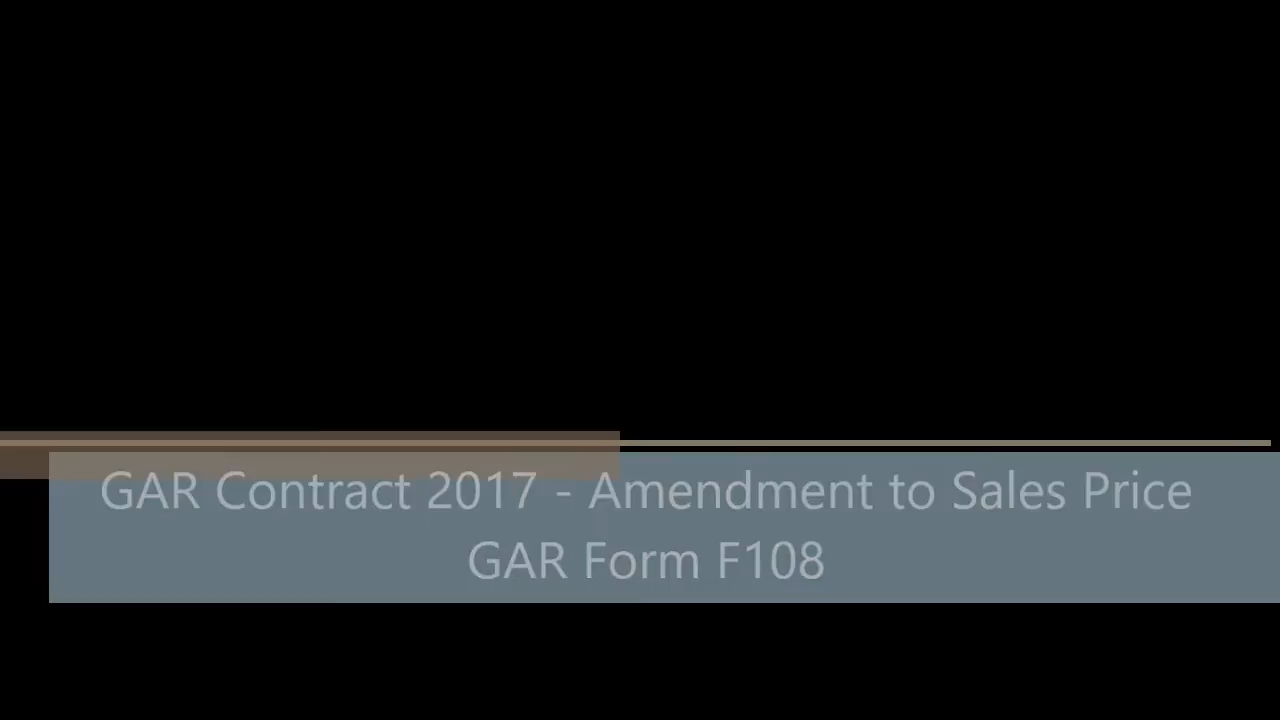 GAR Contract 2017 - Amendment to Sales Price
GAR Form F108